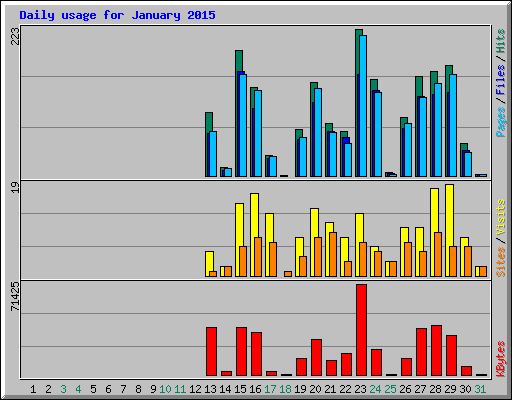 Daily usage for January 2015
223
Pages / Files / Hits
19
Sites / Visits
71425
KBytes
1 2 3 4 5 6 7 8 9 10 11 12 13 14 15 16 17 18 19 20 21 22 23 24 25 26 27 28 29 30 31